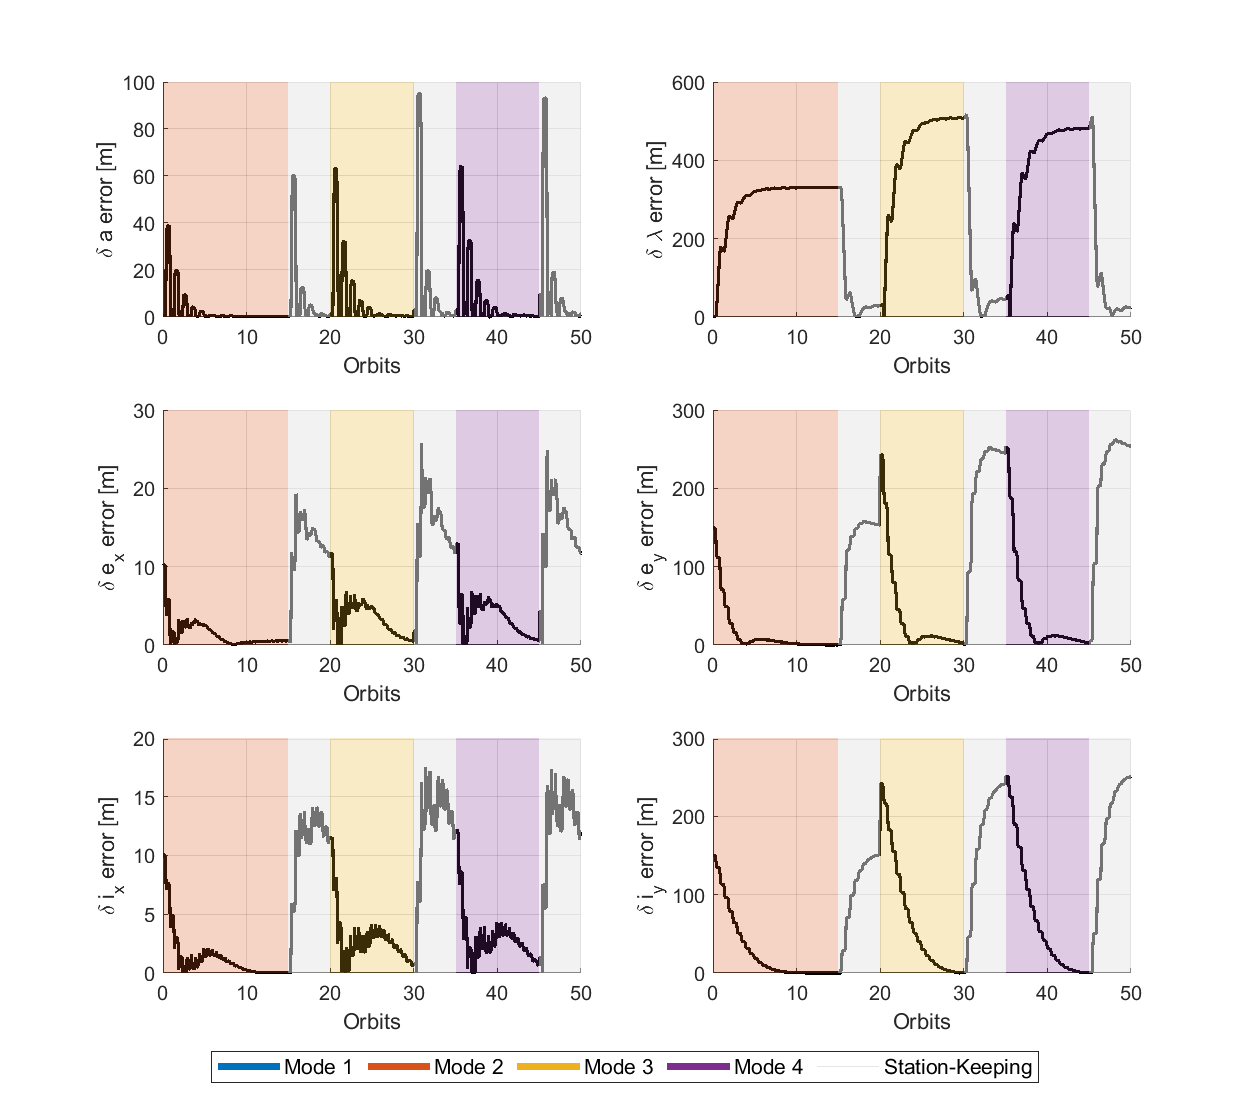 100
80
60
40
20
0
δ a error [m]
0 10 20 30 40 50
Orbits
600
400
200
0
δ λ error [m]
0 10 20 30 40 50
Orbits
30
20
10
0
δ e_x error [m]
0 10 20 30 40 50
Orbits
300
200
100
0
δ e_y error [m]
0 10 20 30 40 50
Orbits
20
15
10
5
0
δ i_x error [m]
0 10 20 30 40 50
Orbits
300
200
100
0
δ i_y error [m]
0 10 20 30 40 50
Orbits
Mode 1 Mode 2 Mode 3 Mode 4 Station-Keeping